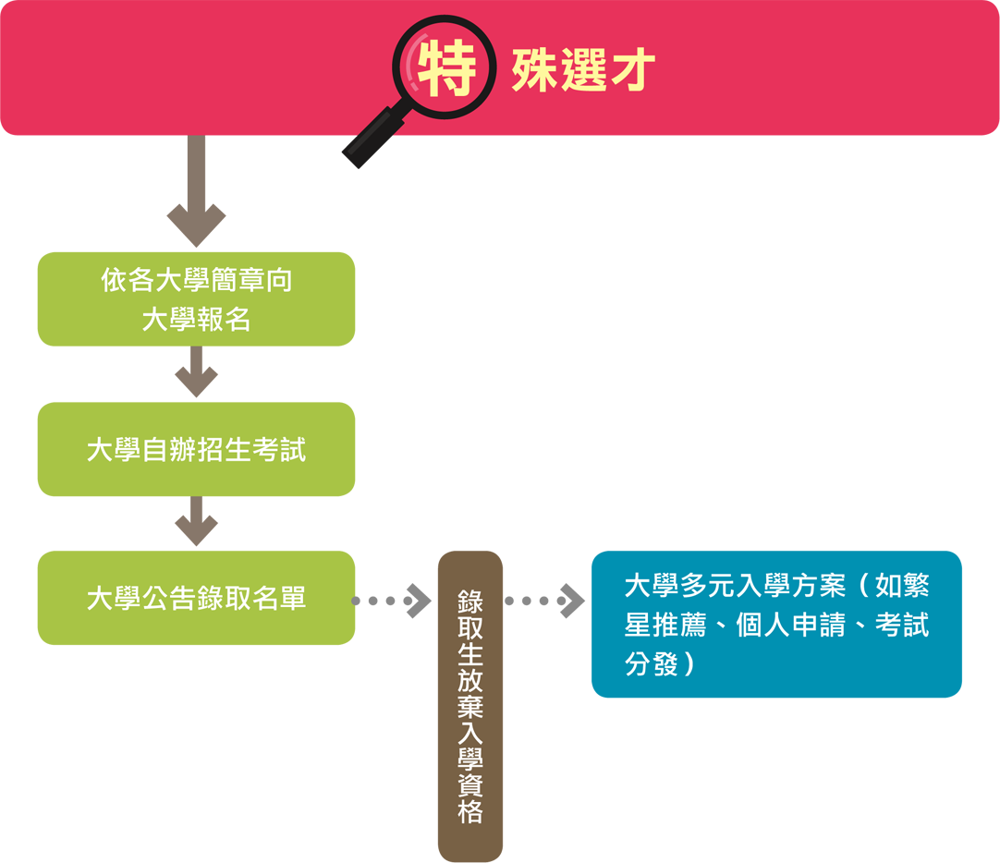 特殊選才
依各大學簡章向
大學報名
大學自辦招生考試
大學公告錄取名單
錄取生放棄入學資格
大學多元入學方案（如繁
星推薦、個人申請、考試
分發）